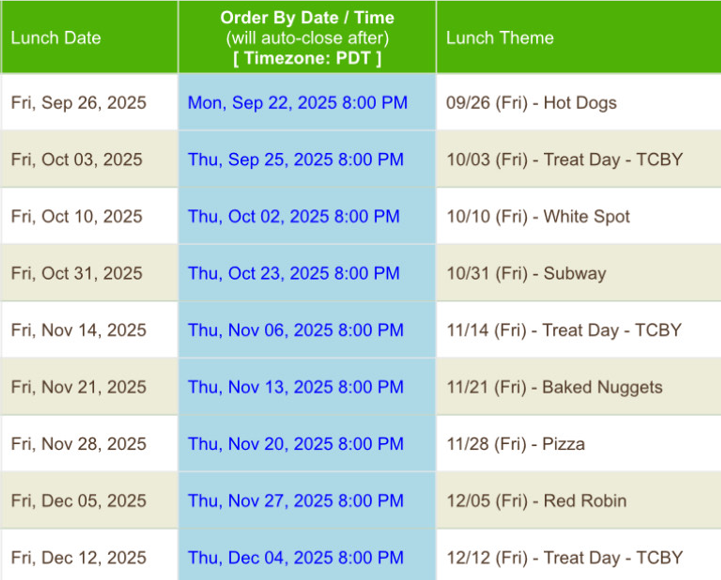 Lunch Date
Order By Date / Time
(will auto-close after)
[ Timezone: PDT ]
Lunch Theme
Fri, Sep 26, 2025 Mon, Sep 22, 2025 8:00 PM 09/26 (Fri) - Hot Dogs
Fri, Oct 03, 2025 Thu, Sep 25, 2025 8:00 PM 10/03 (Fri) - Treat Day - TCBY
Fri, Oct 10, 2025 Thu, Oct 02, 2025 8:00 PM 10/10 (Fri) - White Spot
Fri, Oct 31, 2025 Thu, Oct 23, 2025 8:00 PM 10/31 (Fri) - Subway
Fri, Nov 14, 2025 Thu, Nov 06, 2025 8:00 PM 11/14 (Fri) - Treat Day - TCBY
Fri, Nov 21, 2025 Thu, Nov 13, 2025 8:00 PM 11/21 (Fri) - Baked Nuggets
Fri, Nov 28, 2025 Thu, Nov 20, 2025 8:00 PM 11/28 (Fri) - Pizza
Fri, Dec 05, 2025 Thu, Nov 27, 2025 8:00 PM 12/05 (Fri) - Red Robin
Fri, Dec 12, 2025 Thu, Dec 04, 2025 8:00 PM 12/12 (Fri) - Treat Day - TCBY